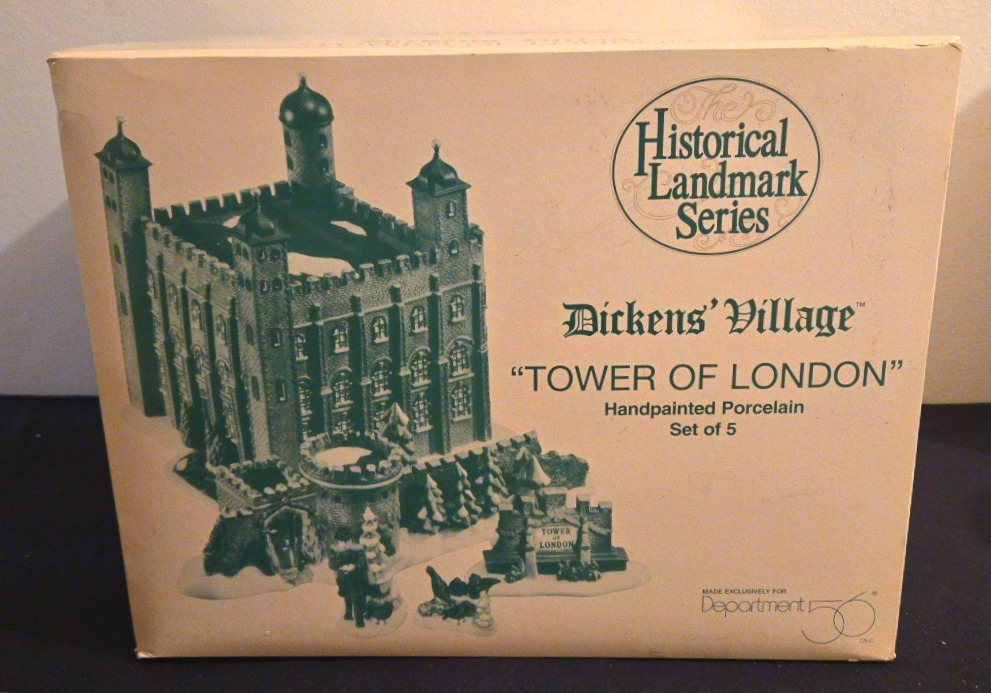 The
Historical
Landmark
Series
Dickens' Village™
"TOWER OF LONDON"
Handpainted Porcelain
Set of 5
TOWER
OF
LONDON
MADE EXCLUSIVELY FOR
Department 56®
INC.